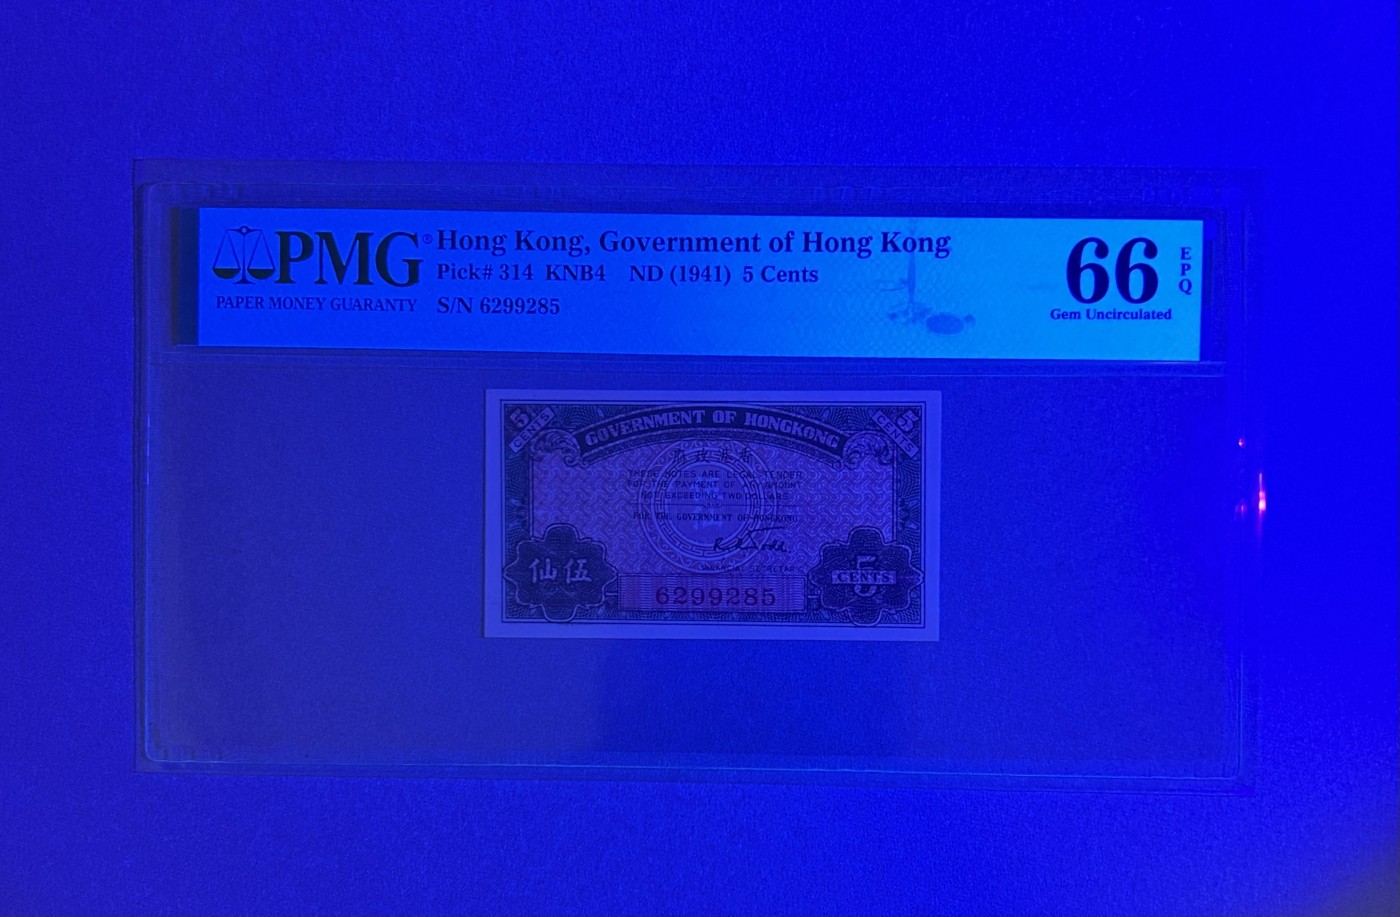 PMG®
PAPER MONEY GUARANTY
Hong Kong, Government of Hong Kong
Pick# 314 KNB4 ND (1941) 5 Cents
S/N 6299285
66
EPQ
Gem Uncirculated
5 CENTS
5 CENTS
GOVERNMENT OF HONGKONG
府政港香
THESE NOTES ARE LEGAL TENDER
FOR THE PAYMENT OF ANY AMOUNT
NOT EXCEEDING TWO DOLLARS
FOR THE GOVERNMENT OF HONGKONG
FINANCIAL SECRETARY
仙伍
5 CENTS
6299285